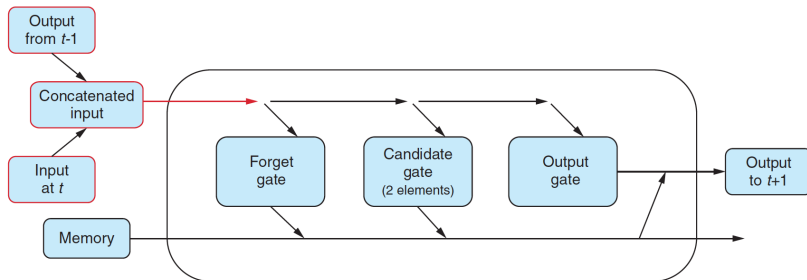 Output
from t-1
Concatenated
input
Input
at t
Memory
Forget
gate
Candidate
gate
(2 elements)
Output
gate
Output
to t+1